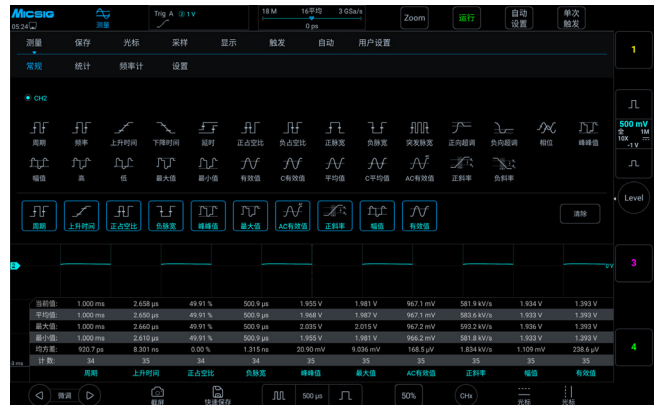 Micsig 测量 Trig A ① 1 V 18 M 16平均 3 GSa/s Zoom 运行 自动 单次
05:24 0 ps 设置 触发
测量 保存 光标 采样 显示 触发 自动 用户设置
1
常规 统计 频率计 设置
CH2
周期 频率 上升时间 下降时间 延时 正占空比 负占空比 正脉宽 负脉宽 突发脉宽 正向超调 负向超调 相位 峰峰值
500 mV
全 1M
10X
-1 V
幅值 高 低 最大值 最小值 有效值 C有效值 平均值 C平均值 AC有效值 正斜率 负斜率
Level
周期 上升时间 正占空比 负脉宽 峰峰值 最大值 AC有效值 正斜率 幅值 有效值 清除
2 0 V 3
当前值: 1.000 ms 2.658 μs 49.91 % 500.9 μs 1.955 V 1.981 V 967.1 mV 581.9 kV/s 1.934 V 1.393 V
平均值: 1.000 ms 2.650 μs 49.91 % 500.9 μs 1.968 V 1.987 V 967.1 mV 583.6 kV/s 1.933 V 1.393 V
最大值: 1.000 ms 2.660 μs 49.91 % 500.9 μs 2.035 V 2.015 V 967.2 mV 593.2 kV/s 1.936 V 1.393 V
最小值: 1.000 ms 2.610 μs 49.91 % 500.9 μs 1.955 V 1.981 V 966.2 mV 581.8 kV/s 1.933 V 1.393 V
均方差: 920.7 ps 8.301 ns 0.00 % 1.315 ns 20.90 mV 9.036 mV 168.5 μV 1.834 kV/s 1.109 mV 238.6 μV
4
计 数: 34 35 34 34 35 35 35 35 35 35
周期 上升时间 正占空比 负脉宽 峰峰值 最大值 AC有效值 正斜率 幅值 有效值
微调 截屏 快速保存 500 μs 50% CHx 光标 光标